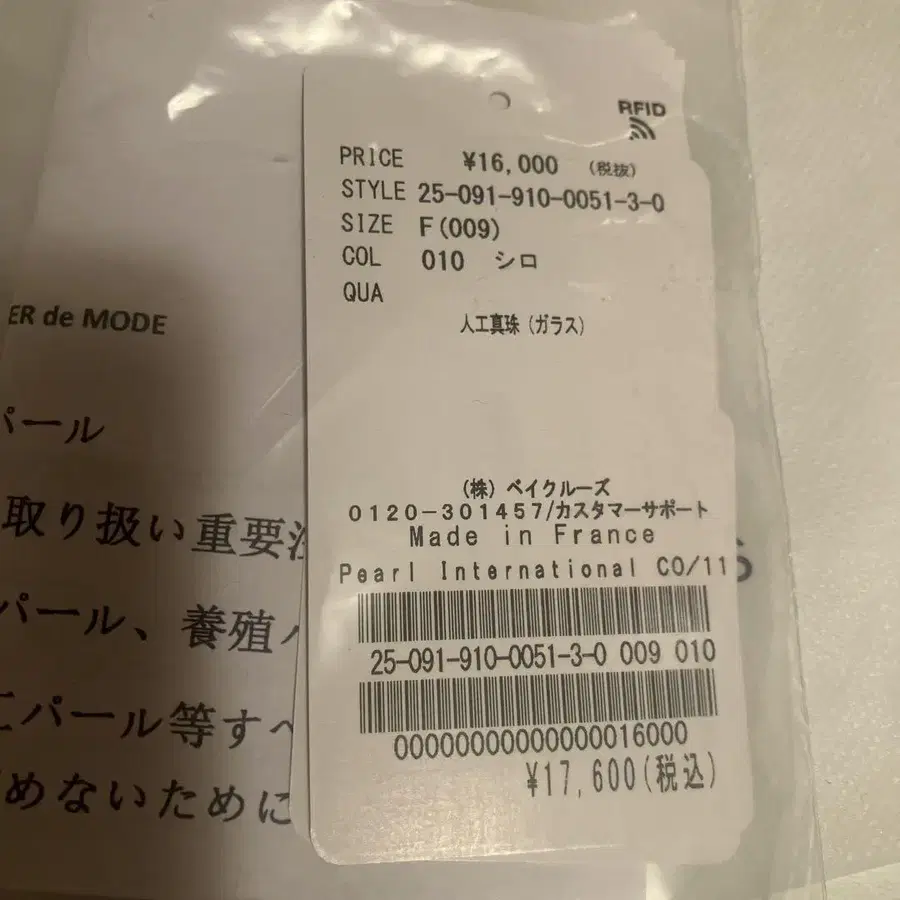 RFID
PRICE ¥16,000 (税抜)
STYLE 25-091-910-0051-3-0
SIZE F(009)
COL 010 シロ
QUA
人工真珠(ガラス)
(株)ベイクルーズ
0120-301457/カスタマーサポート
Made in France
Pearl International CO/11
25-091-910-0051-3-0 009 010
00000000000000016000
¥17,600(税込)
ER de MODE
パール
取り扱い重要
パール、養殖
パール等すべ
めないために